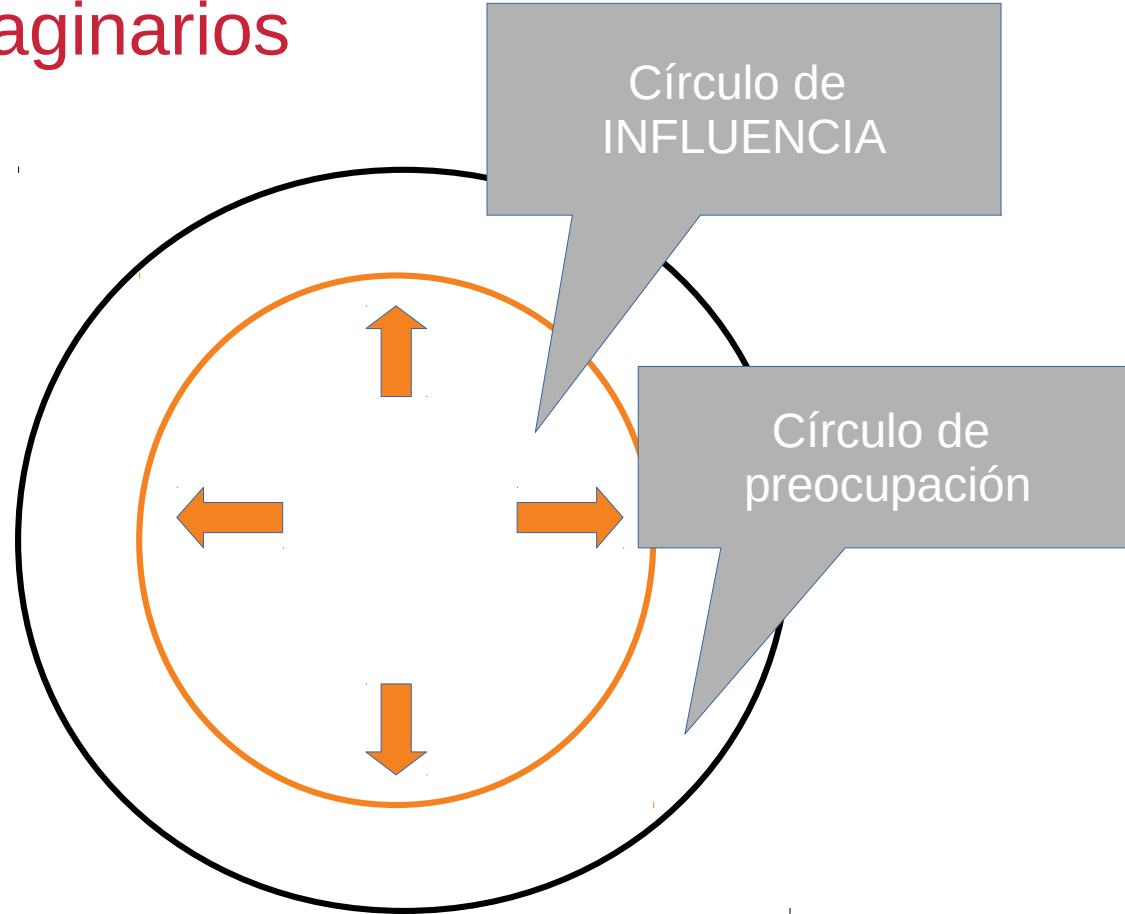 aginarios
Círculo de
INFLUENCIA
Círculo de
preocupación